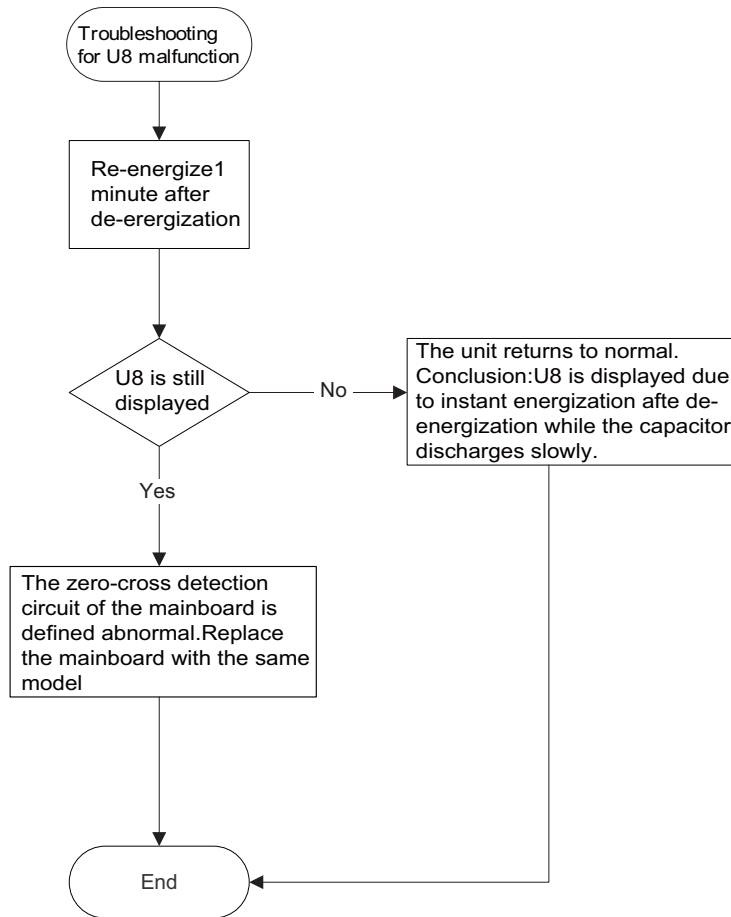 Troubleshooting
for U8 malfunction
Re-energize1
minute after
de-erergization
U8 is still
displayed
No
The unit returns to normal.
Conclusion:U8 is displayed due
to instant energization afte de-
energization while the capacitor
discharges slowly.
Yes
The zero-cross detection
circuit of the mainboard is
defined abnormal.Replace
the mainboard with the same
model
End